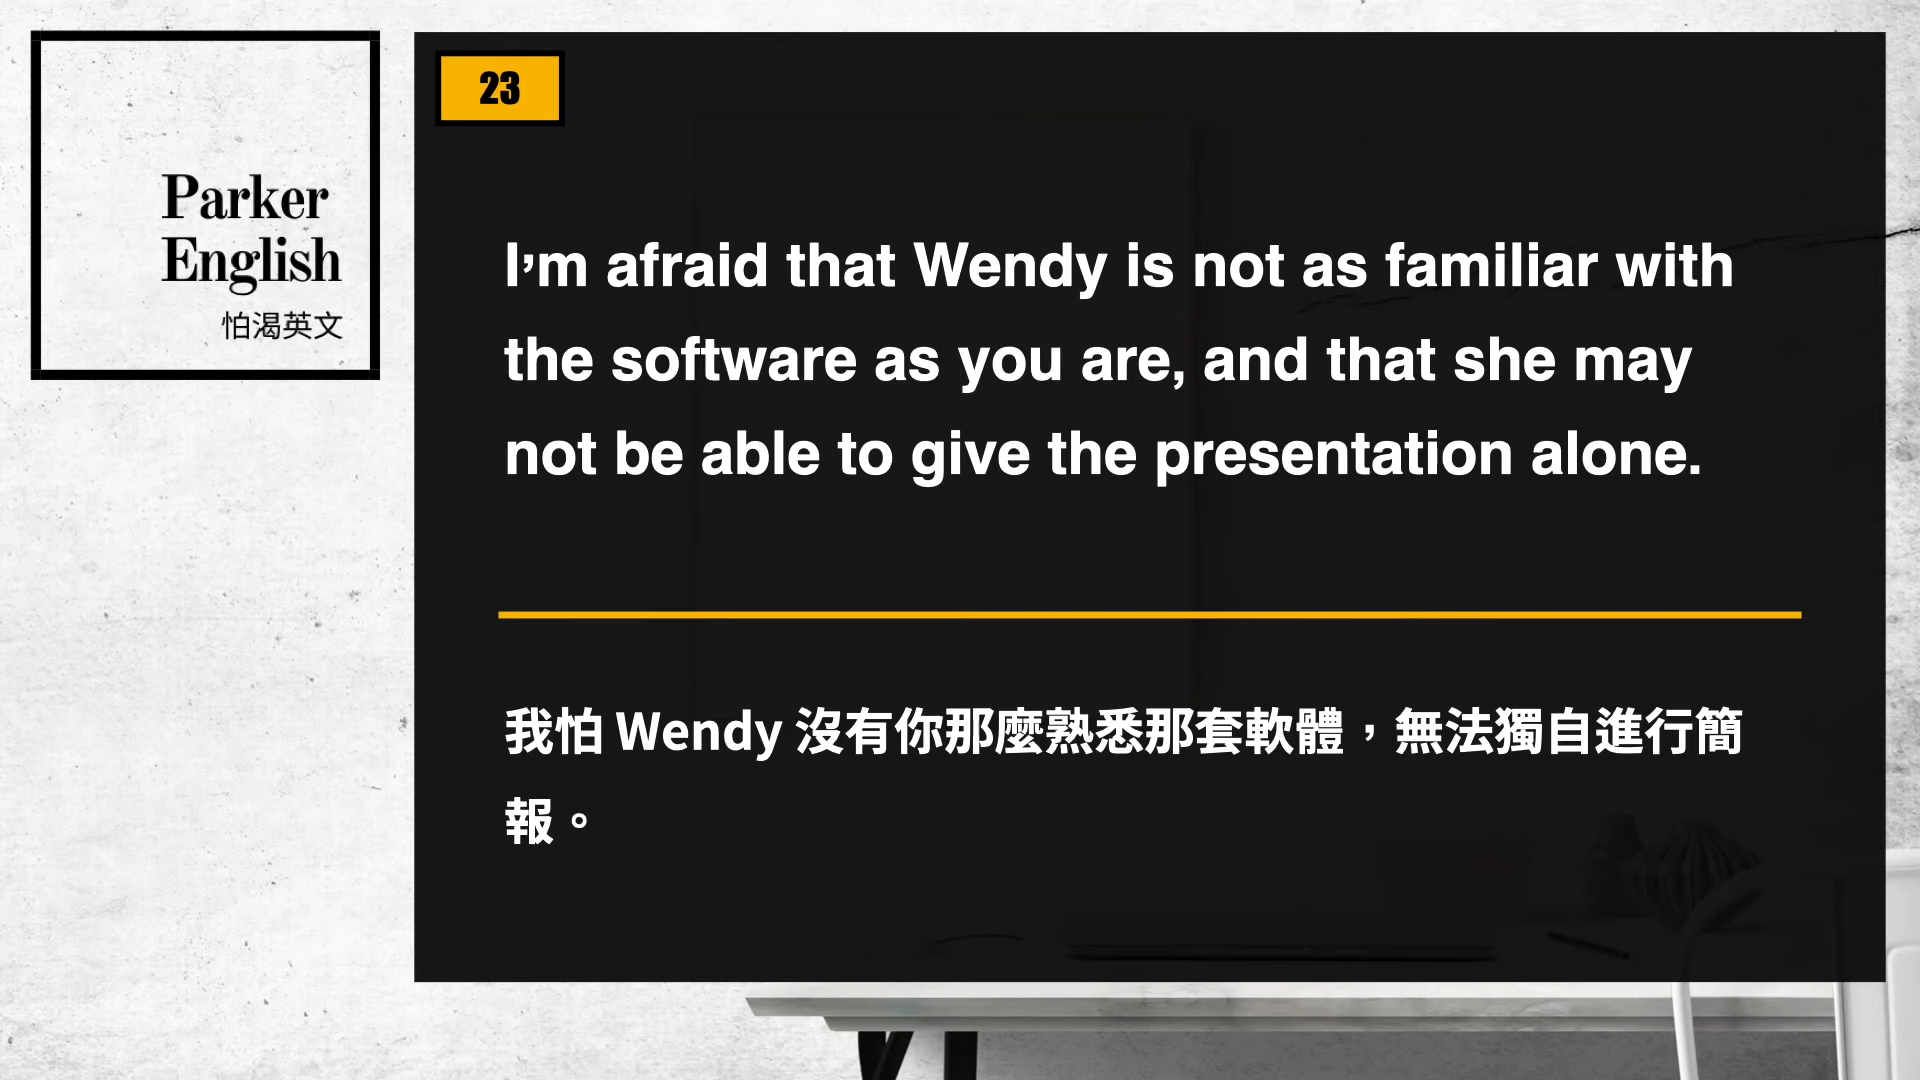 Parker
English
怕渴英文
23
I’m afraid that Wendy is not as familiar with
the software as you are, and that she may
not be able to give the presentation alone.
我怕 Wendy 沒有你那麼熟悉那套軟體，無法獨自進行簡
報。